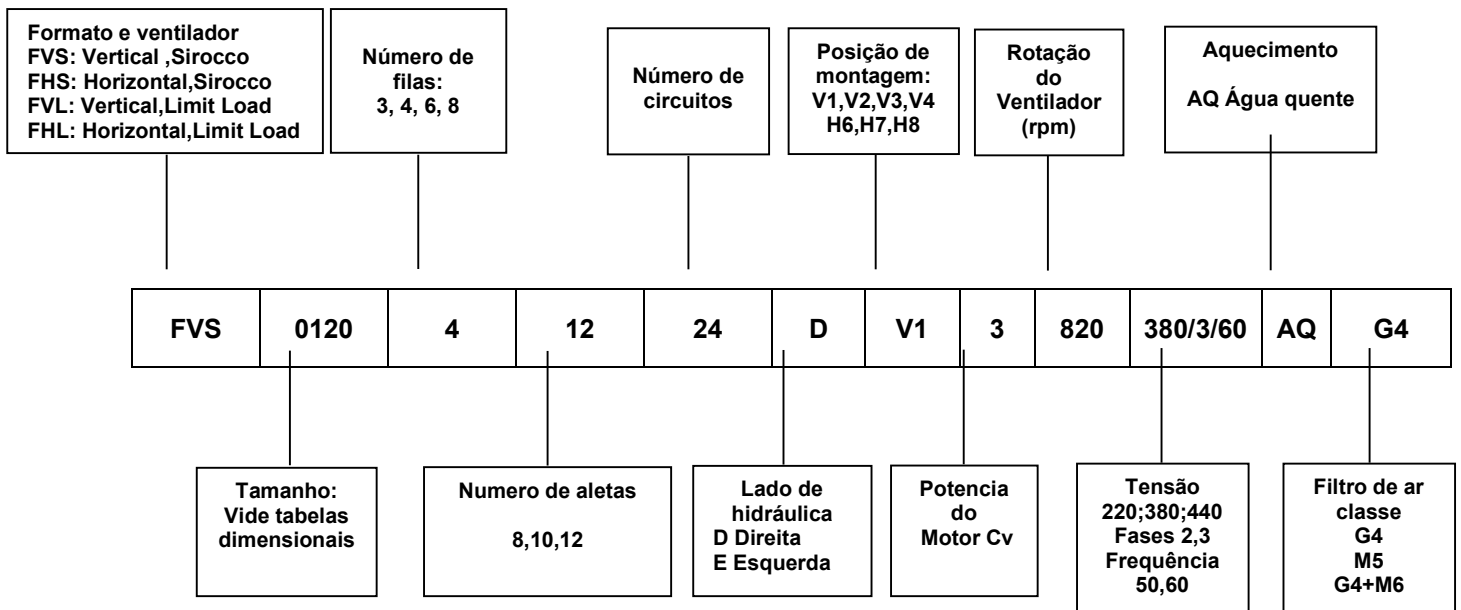 Formato e ventilador
FVS: Vertical ,Sirocco
FHS: Horizontal,Sirocco
FVL: Vertical,Limit Load
FHL: Horizontal,Limit Load
Número de
filas:
3, 4, 6, 8
Número de
circuitos
Posição de
montagem:
V1,V2,V3,V4
H6,H7,H8
Rotação
do
Ventilador
(rpm)
Aquecimento
AQ Água quente
FVS 0120 4 12 24 D V1 3 820 380/3/60 AQ G4
Tamanho:
Vide tabelas
dimensionais
Numero de aletas
8,10,12
Lado de
hidráulica
D Direita
E Esquerda
Potencia
do
Motor Cv
Tensão
220;380;440
Fases 2,3
Frequência
50,60
Filtro de ar
classe
G4
M5
G4+M6